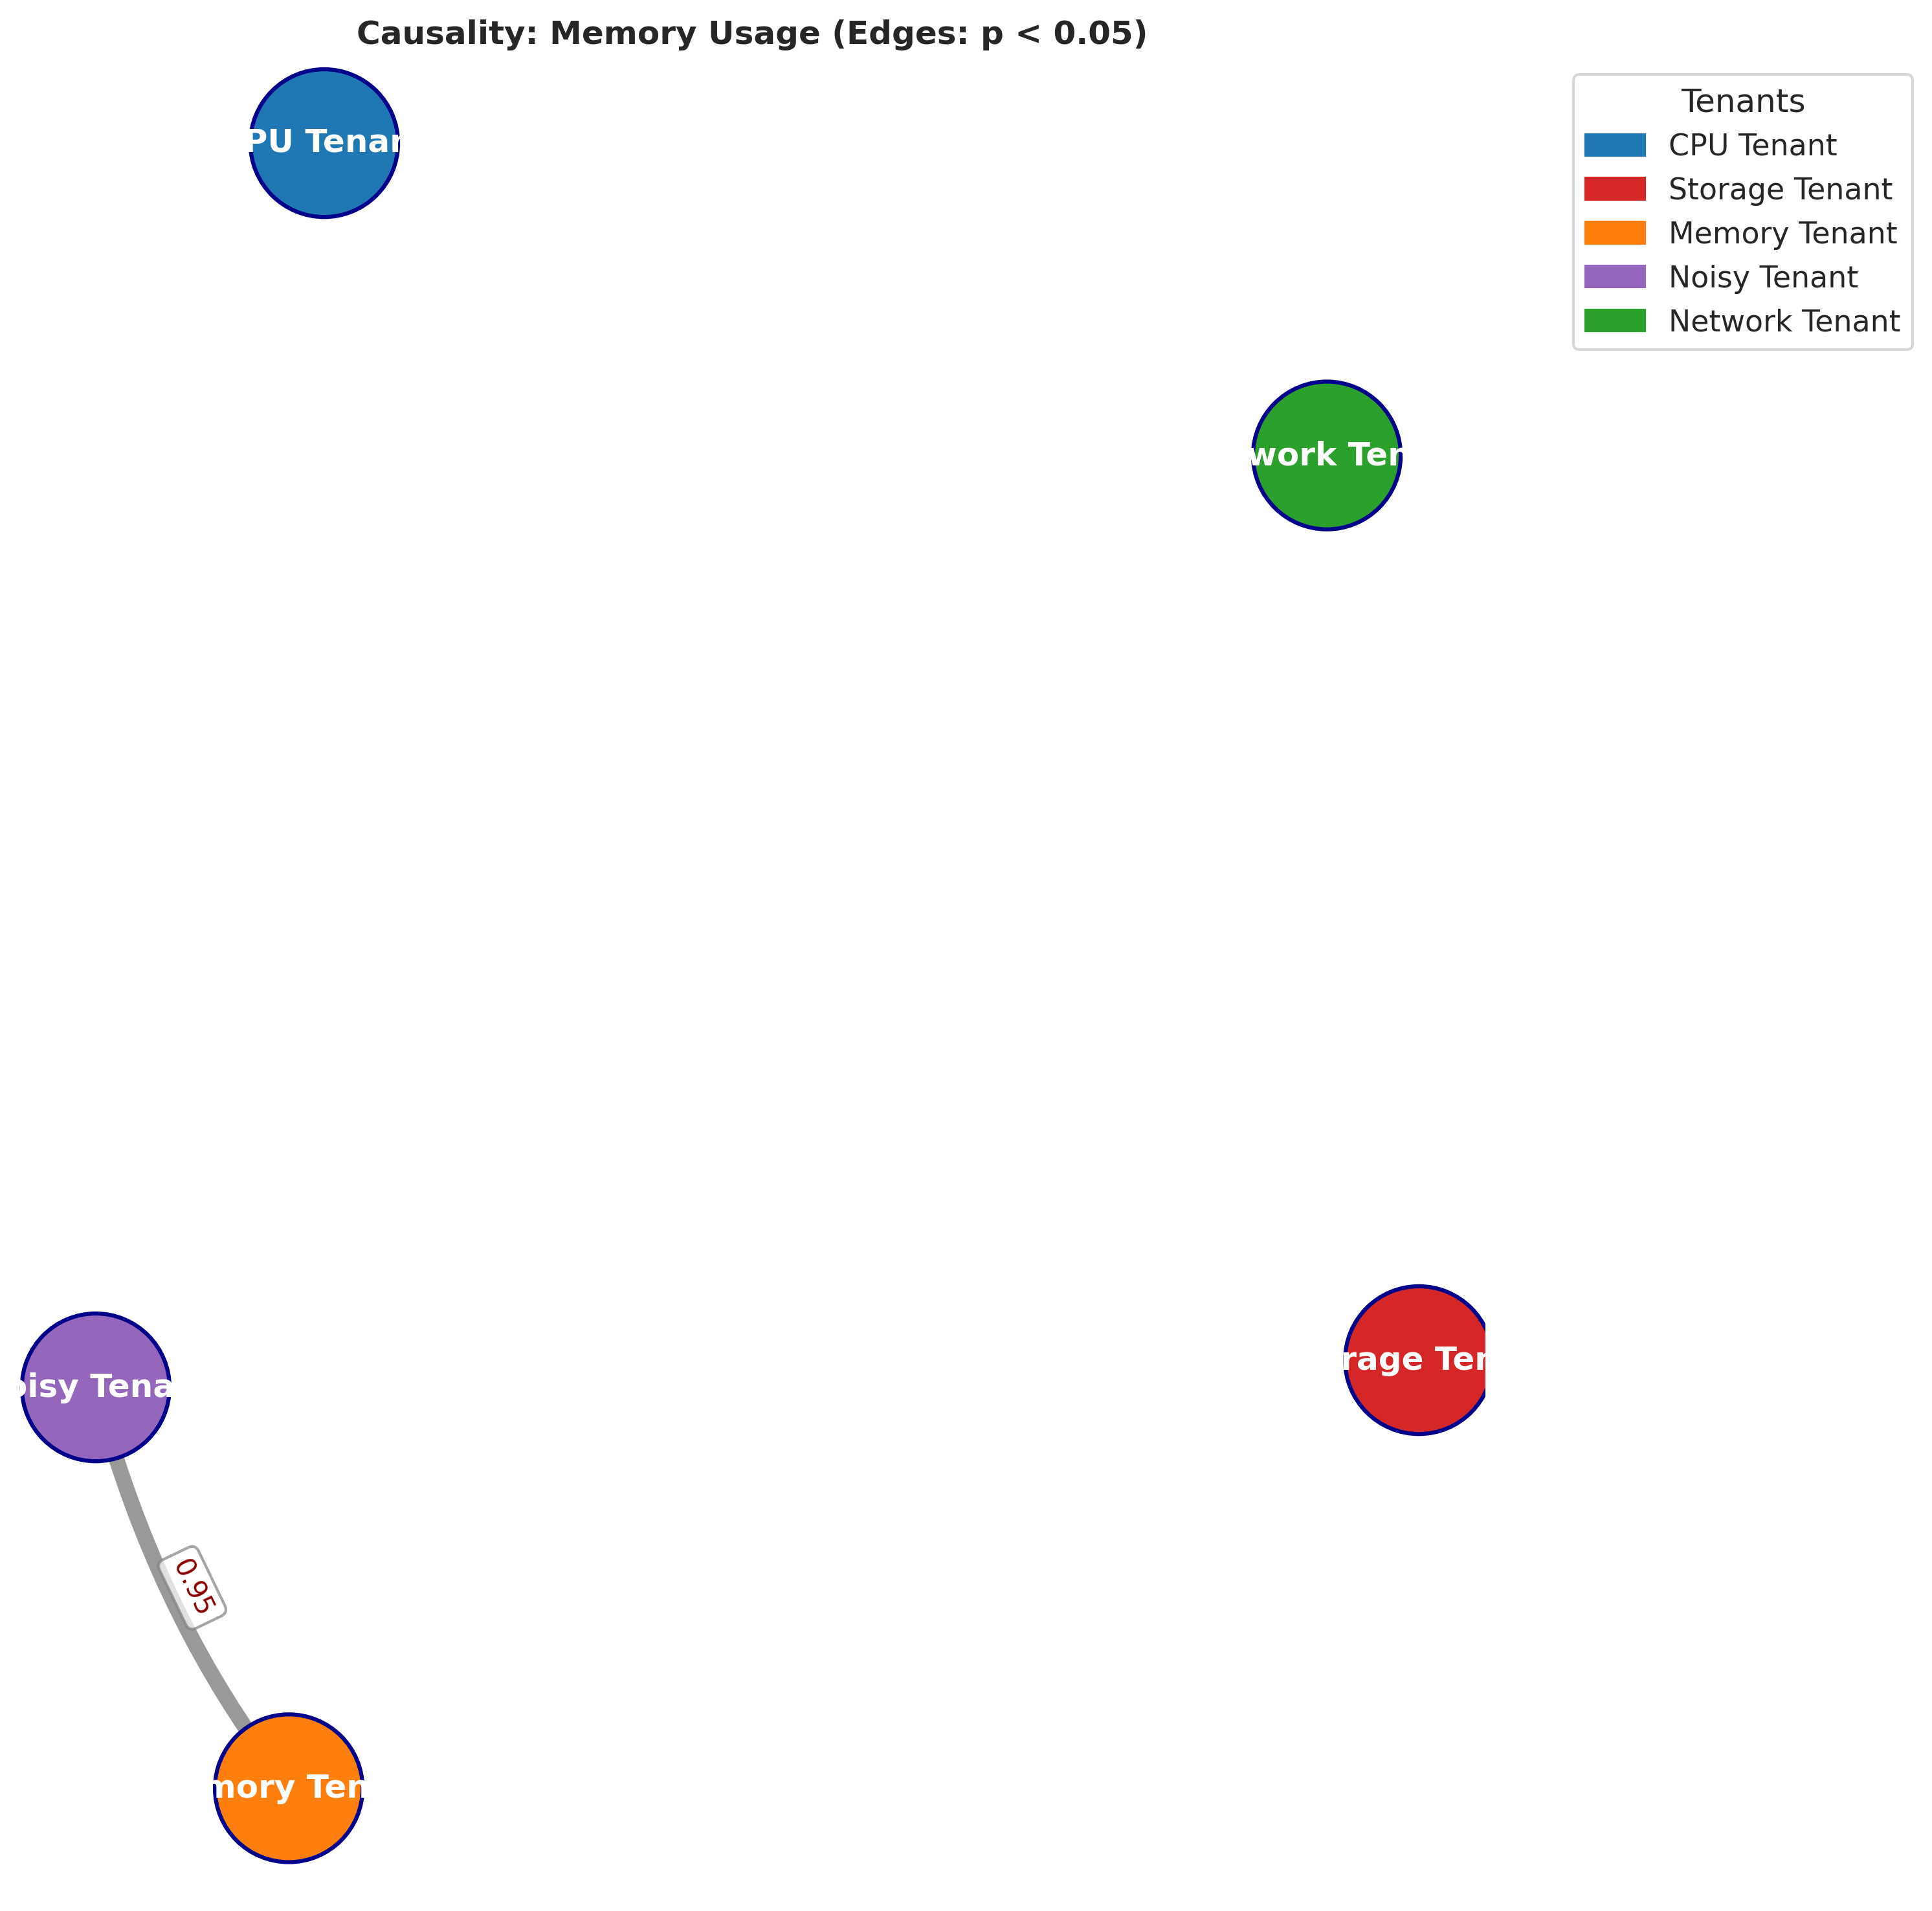 Causality: Memory Usage (Edges: p < 0.05)
Tenants
CPU Tenant
Storage Tenant
Memory Tenant
Noisy Tenant
Network Tenant
PU Tenan
work Ten
rage Ten
oisy Tena
mory Ten
0.95